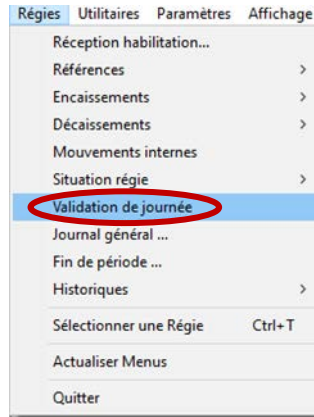 Régies Utilitaires Paramètres Affichage
Réception habilitation...
Références >
Encaissements >
Décaissements >
Mouvements internes
Situation régie >
Validation de journée
Journal général ...
Fin de période ...
Historiques >
Sélectionner une Régie Ctrl+T
Actualiser Menus
Quitter